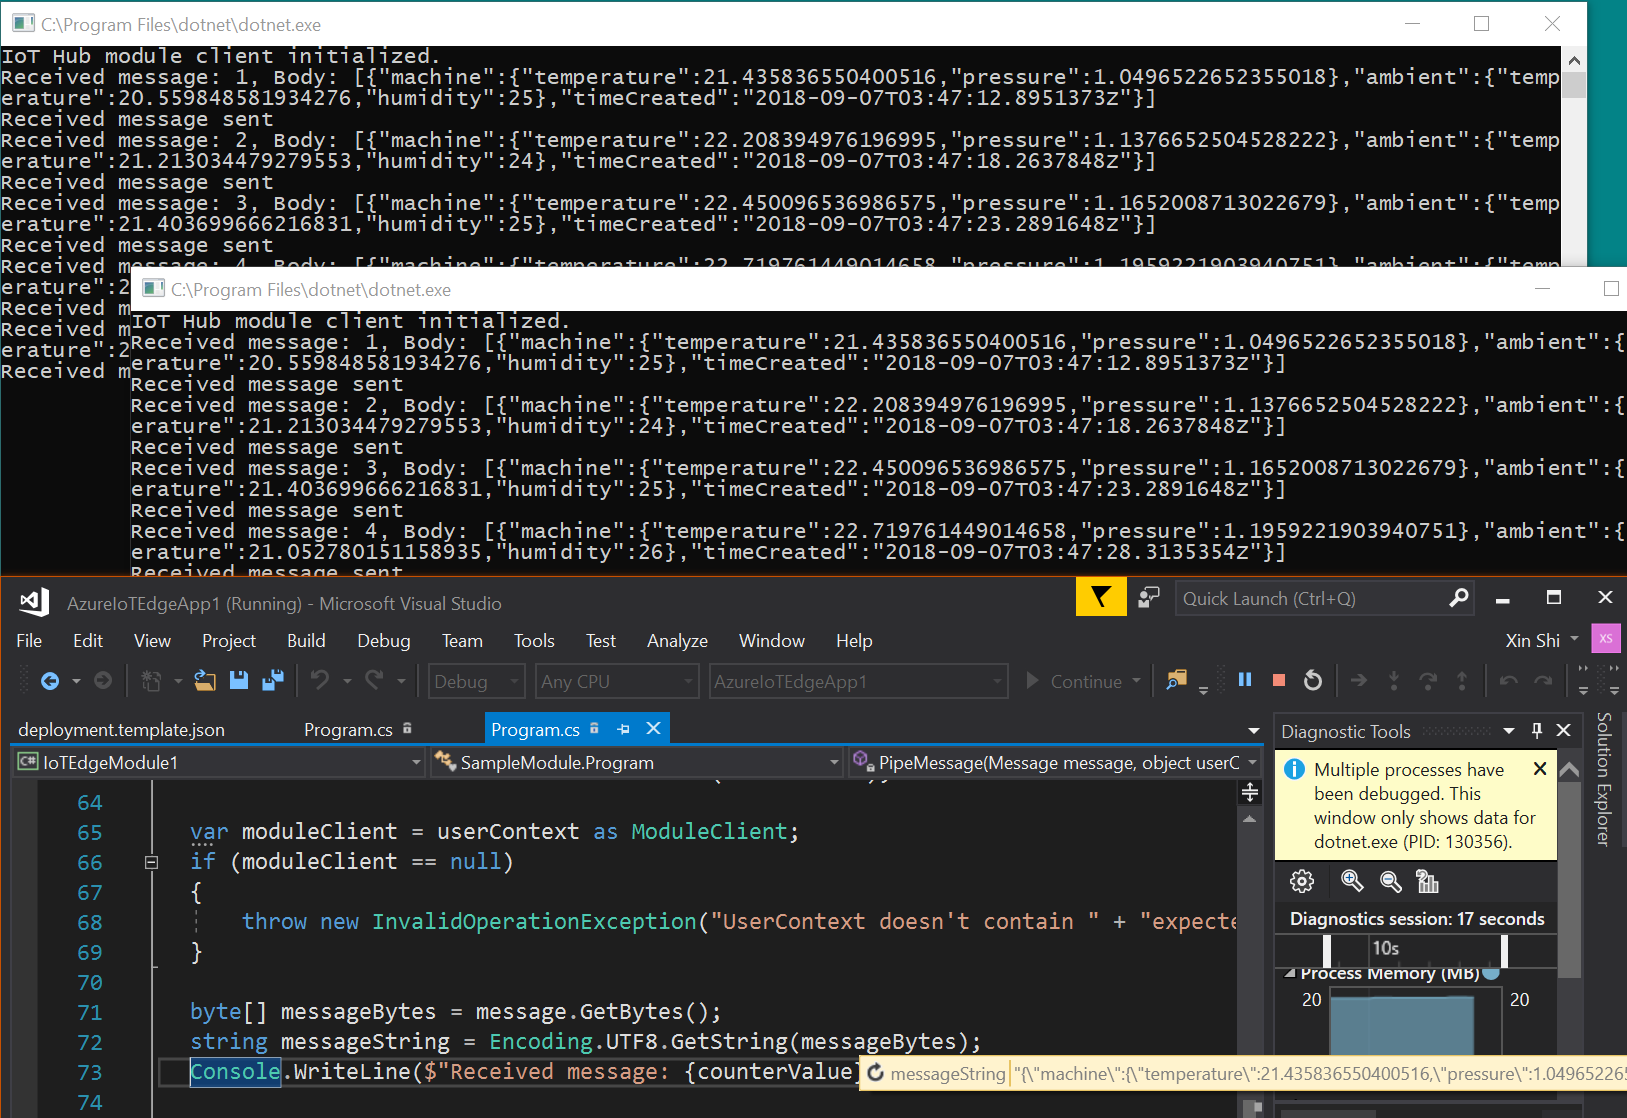 C:\Program Files\dotnet\dotnet.exe
IoT Hub module client initialized.
Received message: 1, Body: [{"machine":{"temperature":21.435836550400516,"pressure":1.0496522652355018},"ambient":{"temp
erature":20.559848581934276,"humidity":25},"timeCreated":"2018-09-07T03:47:12.8951373Z"}]
Received message sent
Received message: 2, Body: [{"machine":{"temperature":22.208394976196995,"pressure":1.1376652504528222},"ambient":{"temp
erature":21.213034479279553,"humidity":24},"timeCreated":"2018-09-07T03:47:18.2637848Z"}]
Received message sent
Received message: 3, Body: [{"machine":{"temperature":22.450096536986575,"pressure":1.1652008713022679},"ambient":{"temp
erature":21.403699666216831,"humidity":25},"timeCreated":"2018-09-07T03:47:23.2891648Z"}]
Received message sent
Received message: 4, Body: [{"machine":{"temperature":22.719761449014658,"pressure":1.1959221903940751},"ambient":{"temp
erature":2
Received m
Received m
erature":2
Received m
C:\Program Files\dotnet\dotnet.exe
IoT Hub module client initialized.
Received message: 1, Body: [{"machine":{"temperature":21.435836550400516,"pressure":1.0496522652355018},"ambient":{
erature":20.559848581934276,"humidity":25},"timeCreated":"2018-09-07T03:47:12.8951373Z"}]
Received message sent
Received message: 2, Body: [{"machine":{"temperature":22.208394976196995,"pressure":1.1376652504528222},"ambient":{
erature":21.213034479279553,"humidity":24},"timeCreated":"2018-09-07T03:47:18.2637848Z"}]
Received message sent
Received message: 3, Body: [{"machine":{"temperature":22.450096536986575,"pressure":1.1652008713022679},"ambient":{
erature":21.403699666216831,"humidity":25},"timeCreated":"2018-09-07T03:47:23.2891648Z"}]
Received message sent
Received message: 4, Body: [{"machine":{"temperature":22.719761449014658,"pressure":1.1959221903940751},"ambient":{
erature":21.052780151158935,"humidity":26},"timeCreated":"2018-09-07T03:47:28.3135354Z"}]
Received message sent
AzureIoTEdgeApp1 (Running) - Microsoft Visual Studio
Quick Launch (Ctrl+Q)
File Edit View Project Build Debug Team Tools Test Analyze Window Help
Xin Shi XS
Debug Any CPU AzureIoTEdgeApp1 Continue
deployment.template.json Program.cs Program.cs
IoTEdgeModule1 SampleModule.Program PipeMessage(Message message, object userC
64
65 var moduleClient = userContext as ModuleClient;
66 if (moduleClient == null)
67 {
68 throw new InvalidOperationException("UserContext doesn't contain " + "expecte
69 }
70
71 byte[] messageBytes = message.GetBytes();
72 string messageString = Encoding.UTF8.GetString(messageBytes);
73 Console.WriteLine($"Received message: {counterValue}
messageString "{\"machine\":{\"temperature\":21.435836550400516,\"pressure\":1.049652265
74
Diagnostic Tools
Multiple processes have
been debugged. This
window only shows data for
dotnet.exe (PID: 130356).
Diagnostics session: 17 seconds
10s
Process Memory (MB)
20 20
Solution Explorer